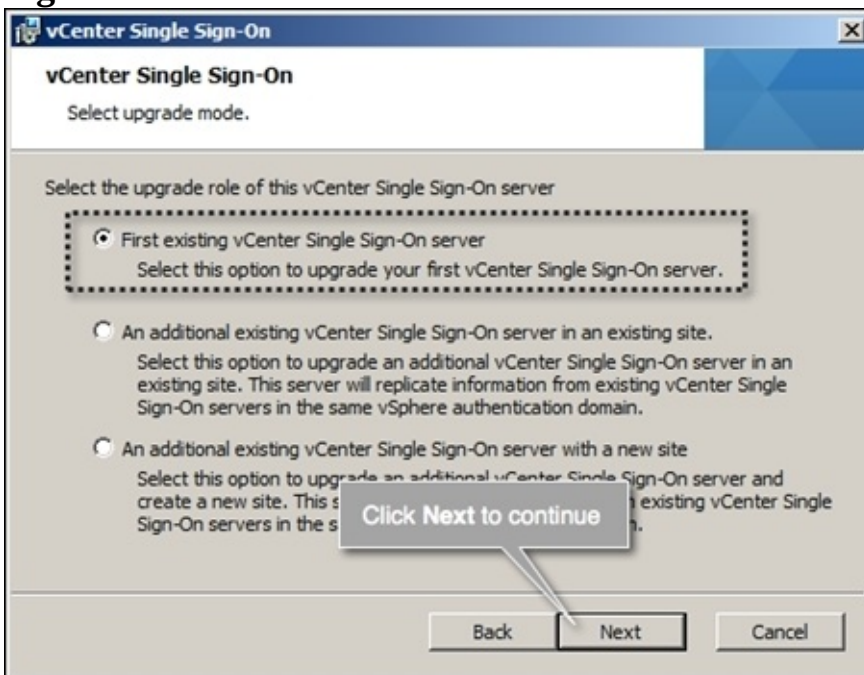 vCenter Single Sign-On
vCenter Single Sign-On
Select upgrade mode.
Select the upgrade role of this vCenter Single Sign-On server
First existing vCenter Single Sign-On server
Select this option to upgrade your first vCenter Single Sign-On server.
An additional existing vCenter Single Sign-On server in an existing site.
Select this option to upgrade an additional vCenter Single Sign-On server in an
existing site. This server will replicate information from existing vCenter Single
Sign-On servers in the same vSphere authentication domain.
An additional existing vCenter Single Sign-On server with a new site
Select this option to upgrade an additional vCenter Single Sign-On server and
create a new site. This existing vCenter Single
Sign-On servers in the
Click Next to continue
Back Next Cancel